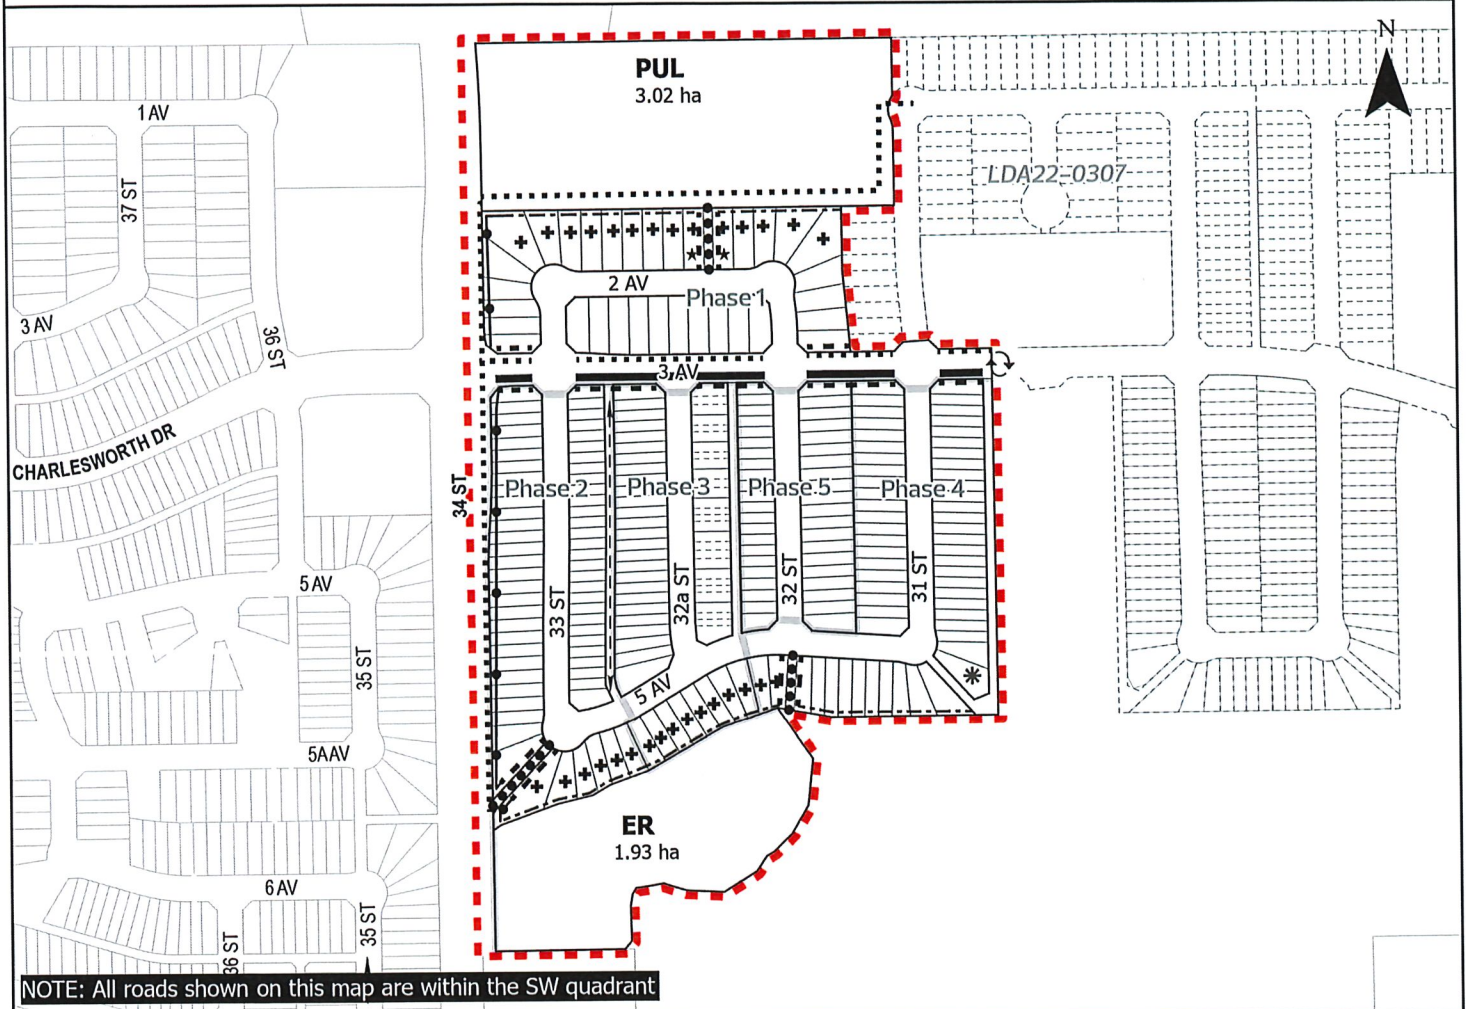 N
PUL
3.02 ha
1 AV
37 ST
LDA22-0307
2 AV
Phase 1
3 AV
36 ST
3 AV
CHARLESWORTH DR
34 ST
Phase 2
Phase 3
Phase 5
Phase 4
33 ST
32a ST
32 ST
31 ST
5 AV
35 ST
5 AV
5A AV
ER
1.93 ha
6 AV
36 ST
35 ST
NOTE: All roads shown on this map are within the SW quadrant